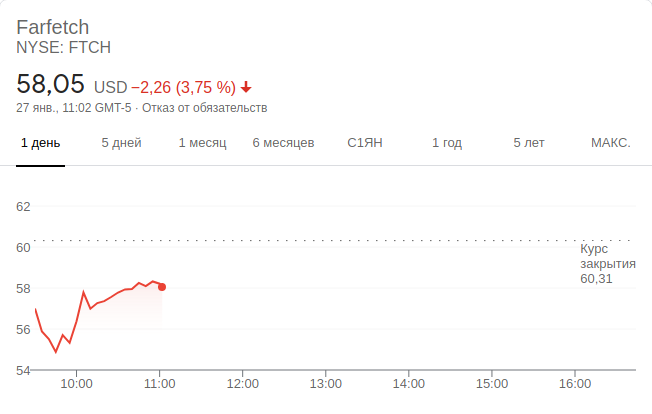 Farfetch
NYSE: FTCH
58,05 USD −2,26 (3,75 %)
27 янв., 11:02 GMT-5 · Отказ от обязательств
1 день 5 дней 1 месяц 6 месяцев С1ЯН 1 год 5 лет МАКС.
62
60
58
56
54
Курс
закрытия
60,31
10:00 11:00 12:00 13:00 14:00 15:00 16:00